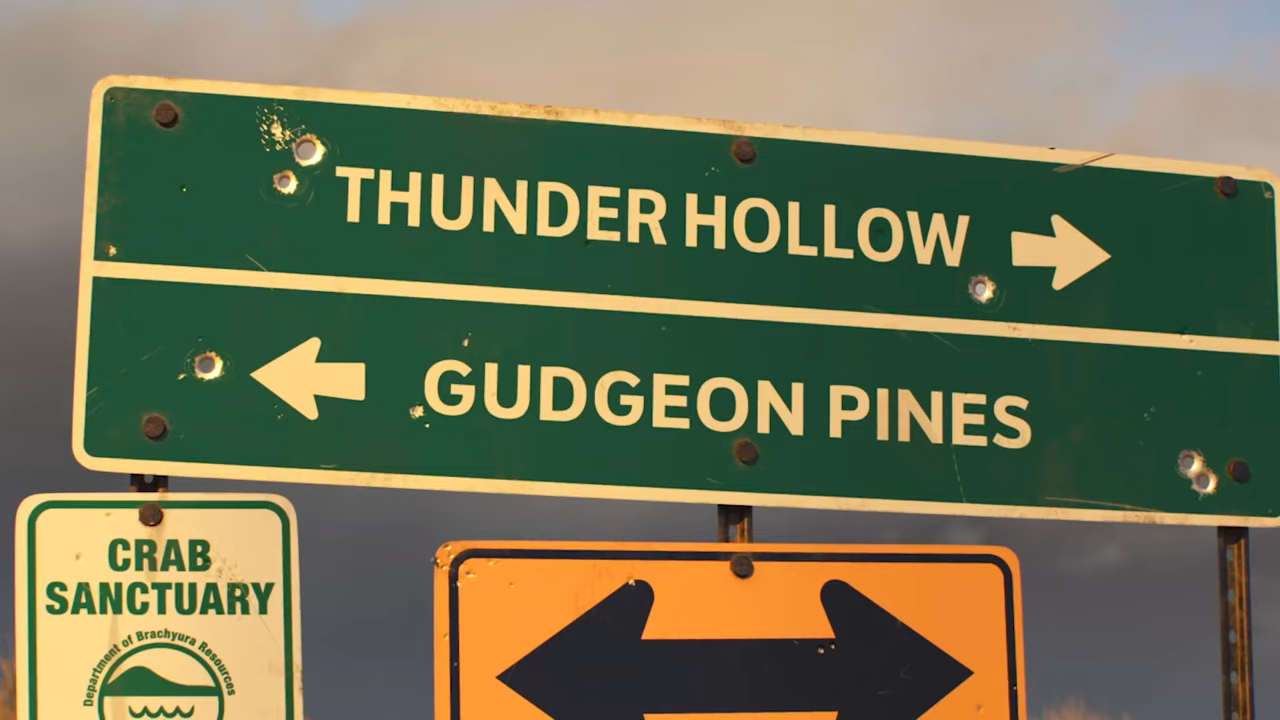 THUNDER HOLLOW
GUDGEON PINES
CRAB
SANCTUARY
Department of Brachyura Resources